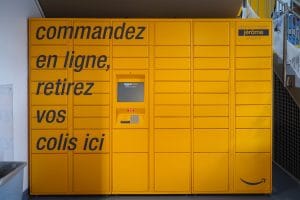 commandez
en ligne,
retirez
vos
colis ici
jérôme